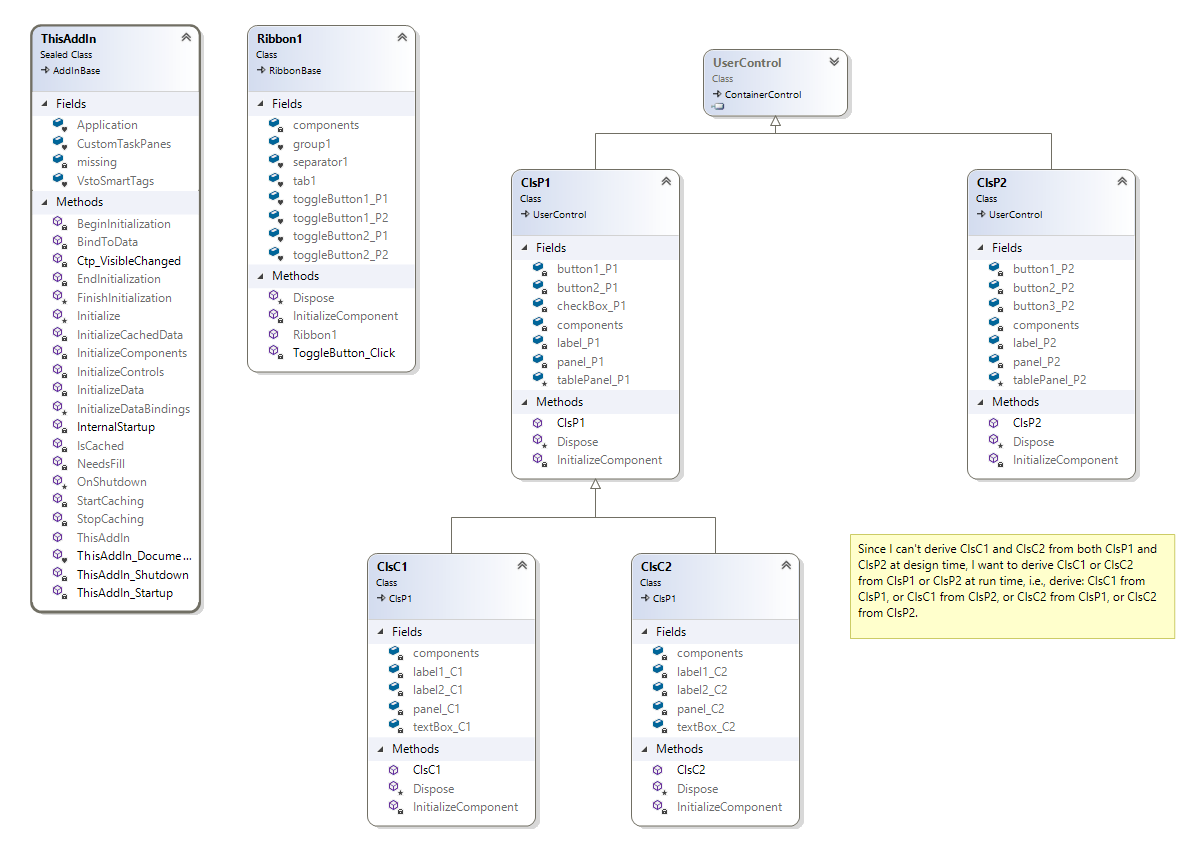 ThisAddIn
Sealed Class
AddInBase
Fields
Application
CustomTaskPanes
missing
VstoSmartTags
Methods
BeginInitialization
BindToData
Ctp_VisibleChanged
EndInitialization
FinishInitialization
Initialize
InitializeCachedData
InitializeComponents
InitializeControls
InitializeData
InitializeDataBindings
InternalStartup
IsCached
NeedsFill
OnShutdown
StartCaching
StopCaching
ThisAddIn
ThisAddIn_Docume...
ThisAddIn_Shutdown
ThisAddIn_Startup
Ribbon1
Class
RibbonBase
Fields
components
group1
separator1
tab1
toggleButton1_P1
toggleButton1_P2
toggleButton2_P1
toggleButton2_P2
Methods
Dispose
InitializeComponent
Ribbon1
ToggleButton_Click
UserControl
Class
ContainerControl
ClsP1
Class
UserControl
Fields
button1_P1
button2_P1
checkBox_P1
components
label_P1
panel_P1
tablePanel_P1
Methods
ClsP1
Dispose
InitializeComponent
ClsP2
Class
UserControl
Fields
button1_P2
button2_P2
button3_P2
components
label_P2
panel_P2
tablePanel_P2
Methods
ClsP2
Dispose
InitializeComponent
ClsC1
Class
ClsP1
Fields
components
label1_C1
label2_C1
panel_C1
textBox_C1
Methods
ClsC1
Dispose
InitializeComponent
ClsC2
Class
ClsP1
Fields
components
label1_C2
label2_C2
panel_C2
textBox_C2
Methods
ClsC2
Dispose
InitializeComponent
Since I can't derive ClsC1 and ClsC2 from both ClsP1 and
ClsP2 at design time, I want to derive ClsC1 or ClsC2
from ClsP1 or ClsP2 at run time, i.e., derive: ClsC1 from
ClsP1, or ClsC1 from ClsP2, or ClsC2 from ClsP1, or ClsC2
from ClsP2.